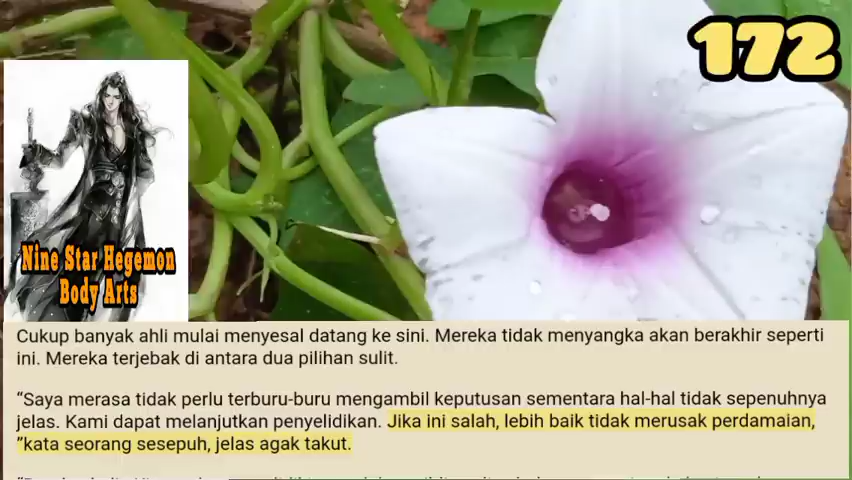 172
Nine Star Hegemon
Body Arts
Cukup banyak ahli mulai menyesal datang ke sini. Mereka tidak menyangka akan berakhir seperti
ini. Mereka terjebak di antara dua pilihan sulit.
“Saya merasa tidak perlu terburu-buru mengambil keputusan sementara hal-hal tidak sepenuhnya
jelas. Kami dapat melanjutkan penyelidikan. Jika ini salah, lebih baik tidak merusak perdamaian,
”kata seorang sesepuh, jelas agak takut.